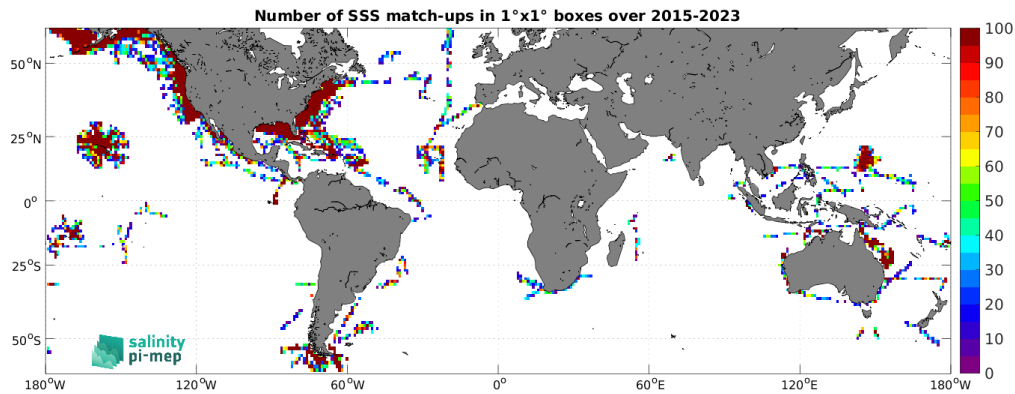 Number of SSS match-ups in 1°x1° boxes over 2015-2023
50°N
25°N
0°
25°S
50°S
180°W
120°W
60°W
0°
60°E
120°E
180°W
100
90
80
70
60
50
40
30
20
10
0
salinity
pi-mep